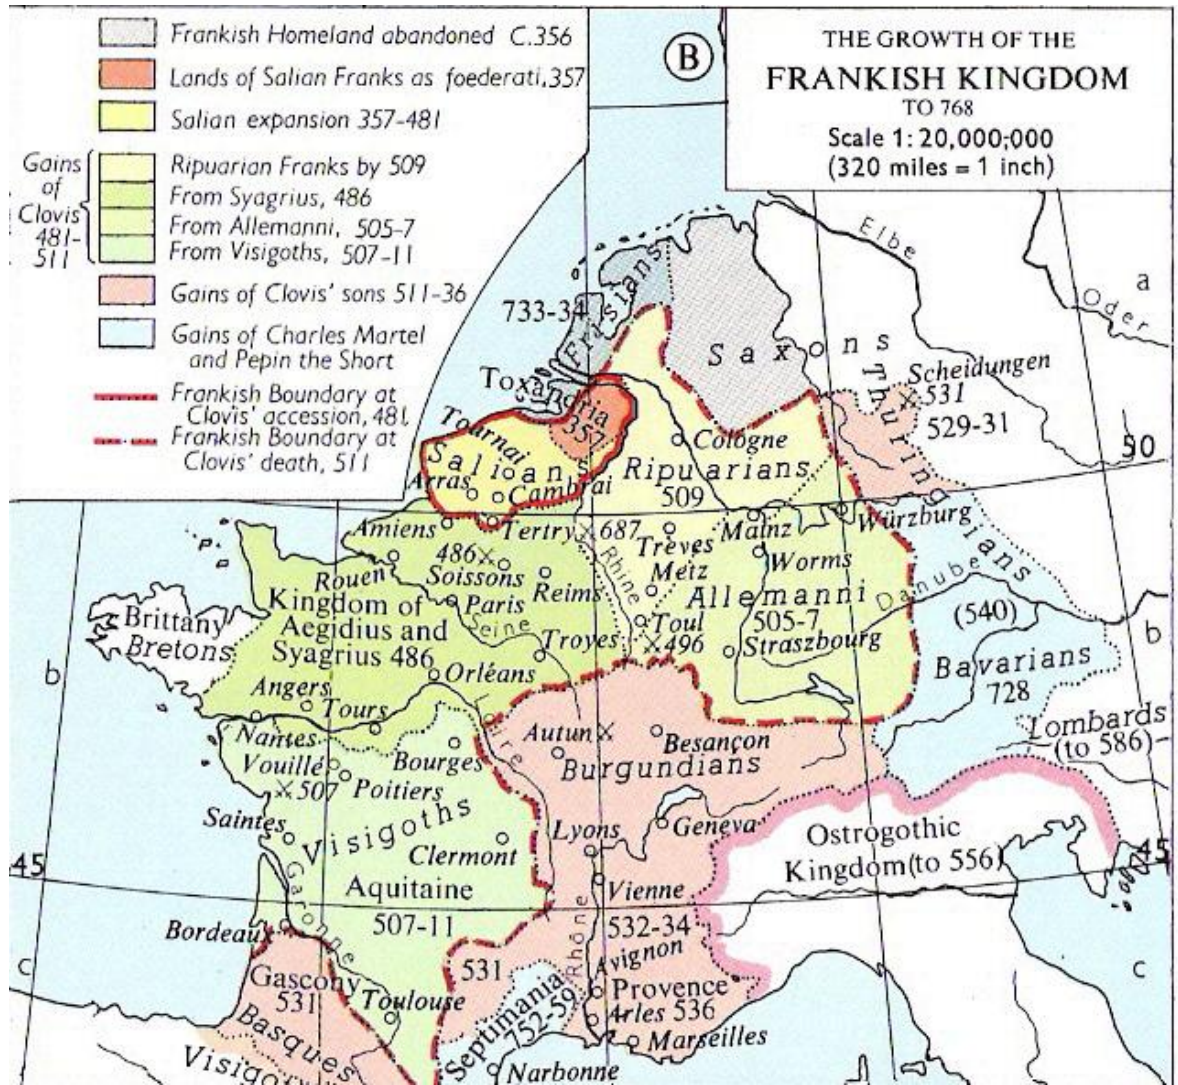 Frankish Homeland abandoned C.356
Lands of Salian Franks as foederati,357
Salian expansion 357-481
Gains
of
Clovis
481-
511
Ripuarian Franks by 509
From Syagrius, 486
From Allemanni, 505-7
From Visigoths, 507-11
Gains of Clovis' sons 511-36
Gains of Charles Martel
and Pepin the Short
Frankish Boundary at
Clovis' accession, 481
Frankish Boundary at
Clovis' death, 511
B
THE GROWTH OF THE
FRANKISH KINGDOM
TO 768
Scale 1:20,000,000
(320 miles = 1 inch)
Elbe
a
Oder
733-34
Frisians
Saxons
Thuringians
Scheidungen
531
529-31
Toxandria
357
50
Tournai
Salians
Arras
Cambrai
Cologne
Ripuarians
509
Amiens
Tertry
687
Mainz
Würzburg
486
Soissons
Trèves
Worms
Rouen
Reims
Rhine
Metz
Kingdom of
Aegidius and
Syagrius 486
Paris
Seine
Allemanni
505-7
Danube
(540)
Brittany
Bretons
Troyes
Toul
496
Straszbourg
b
Bavarians
728
b
Orléans
Angers
Tours
Nantes
Loire
Autun
Besançon
Burgundians
Lombards
(to 586)
Vouillé
507
Poitiers
Bourges
Saintes
Visigoths
Clermont
Lyons
Geneva
Ostrogothic
Kingdom(to 556)
45
45
Garonne
Aquitaine
507-11
Vienne
532-34
Rhône
Avignon
Bordeaux
c
Gascony
531
Toulouse
531
Septimania
752-59
Provence
Arles 536
Marseilles
c
Basques
Narbonne